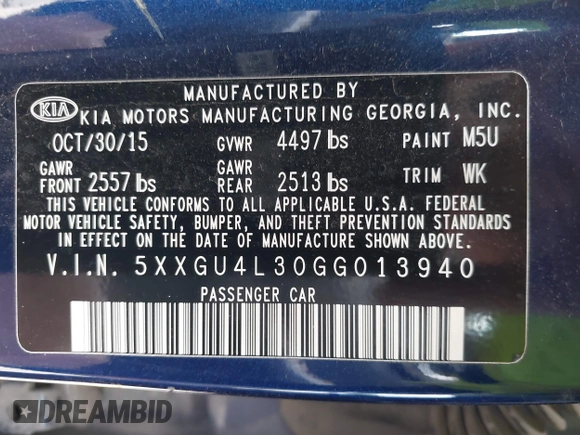 MANUFACTURED BY
KIA KIA MOTORS MANUFACTURING GEORGIA, INC.
OCT/30/15 GVWR 4497 lbs PAINT M5U
GAWR FRONT 2557 lbs GAWR REAR 2513 lbs TRIM WK
THIS VEHICLE CONFORMS TO ALL APPLICABLE U.S.A. FEDERAL
MOTOR VEHICLE SAFETY, BUMPER, AND THEFT PREVENTION STANDARDS
IN EFFECT ON THE DATE OF MANUFACTURE SHOWN ABOVE.
V.I.N. 5XXGU4L30GG013940
PASSENGER CAR
DREAMBID